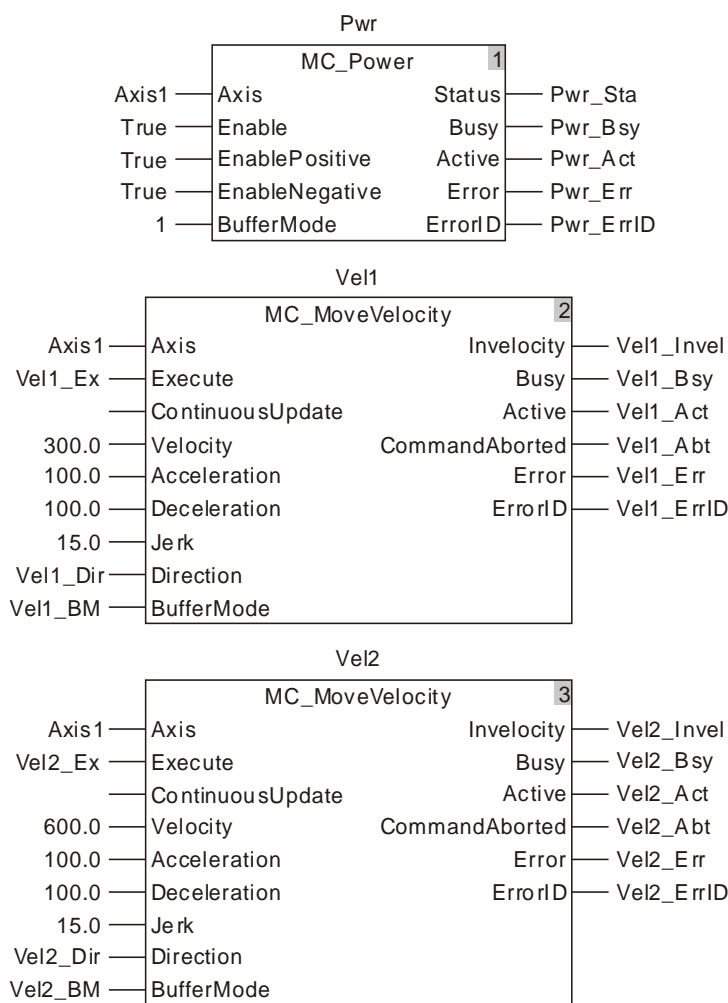 Pwr
MC_Power 1
Axis1 Axis Status Pwr_Sta
True Enable Busy Pwr_Bsy
True EnablePositive Active Pwr_Act
True EnableNegative Error Pwr_Err
1 BufferMode ErrorID Pwr_ErrID
Vel1
MC_MoveVelocity 2
Axis1 Axis Invelocity Vel1_Invel
Vel1_Ex Execute Busy Vel1_Bsy
ContinuousUpdate Active Vel1_Act
300.0 Velocity CommandAborted Vel1_Abt
100.0 Acceleration Error Vel1_Err
100.0 Deceleration ErrorID Vel1_ErrID
15.0 Jerk
Vel1_Dir Direction
Vel1_BM BufferMode
Vel2
MC_MoveVelocity 3
Axis1 Axis Invelocity Vel2_Invel
Vel2_Ex Execute Busy Vel2_Bsy
ContinuousUpdate Active Vel2_Act
600.0 Velocity CommandAborted Vel2_Abt
100.0 Acceleration Error Vel2_Err
100.0 Deceleration ErrorID Vel2_ErrID
15.0 Jerk
Vel2_Dir Direction
Vel2_BM BufferMode